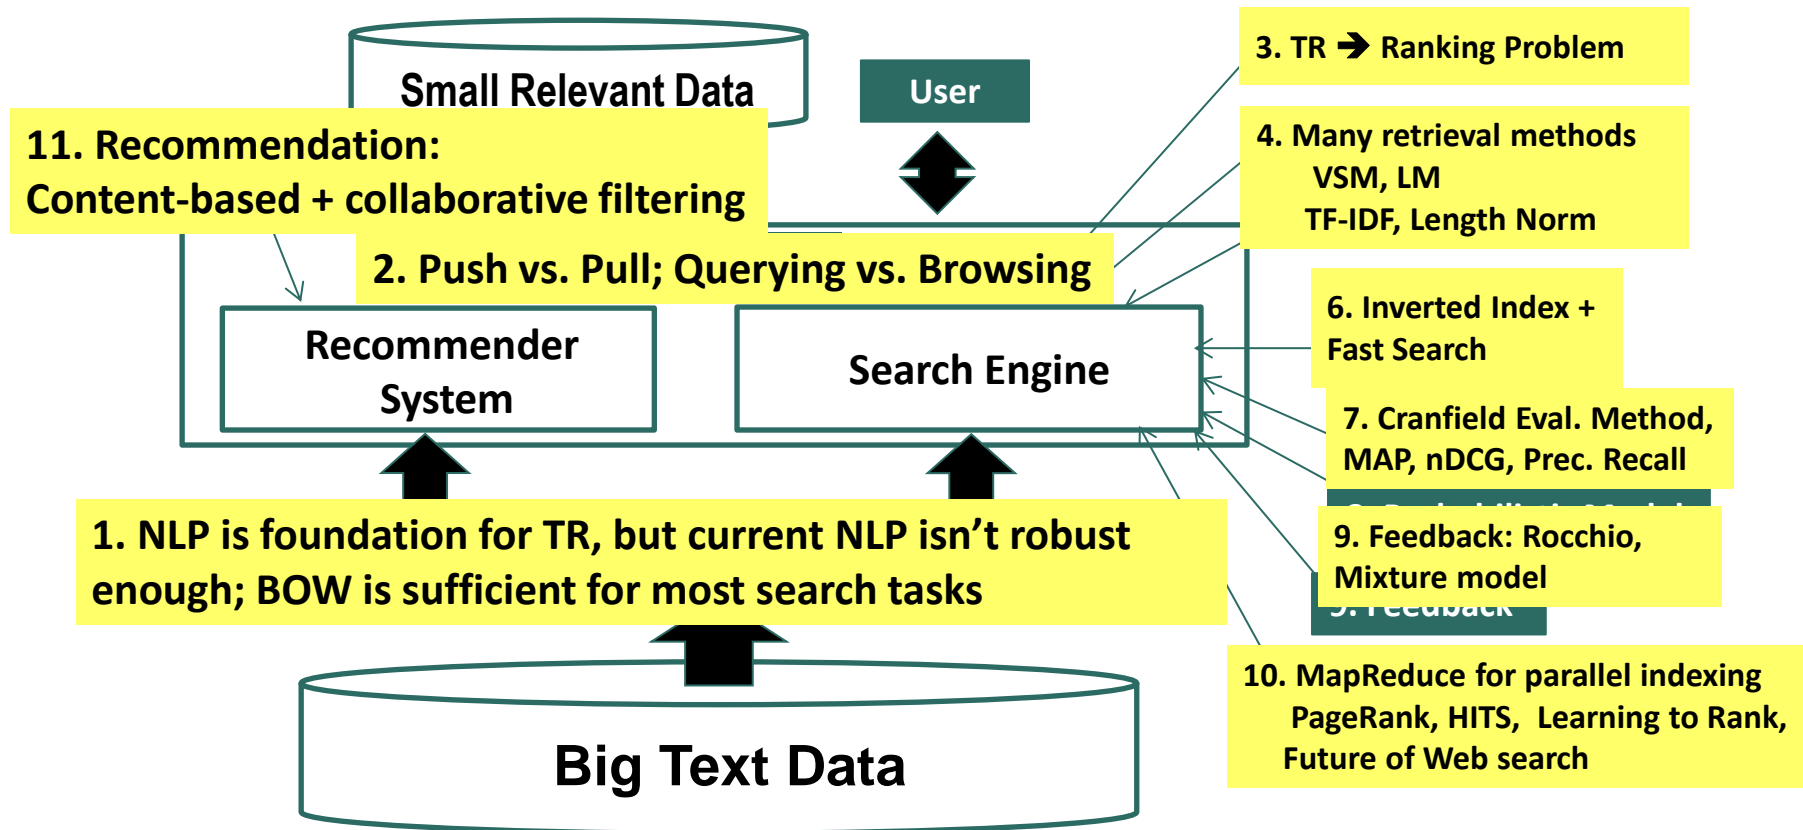 Small Relevant Data
User
3. TR ➔ Ranking Problem
11. Recommendation:
Content-based + collaborative filtering
4. Many retrieval methods
VSM, LM
TF-IDF, Length Norm
2. Push vs. Pull; Querying vs. Browsing
Recommender
System
Search Engine
6. Inverted Index +
Fast Search
7. Cranfield Eval. Method,
MAP, nDCG, Prec. Recall
1. NLP is foundation for TR, but current NLP isn’t robust
enough; BOW is sufficient for most search tasks
9. Feedback: Rocchio,
Mixture model
9. Feedback
10. MapReduce for parallel indexing
PageRank, HITS, Learning to Rank,
Future of Web search
Big Text Data